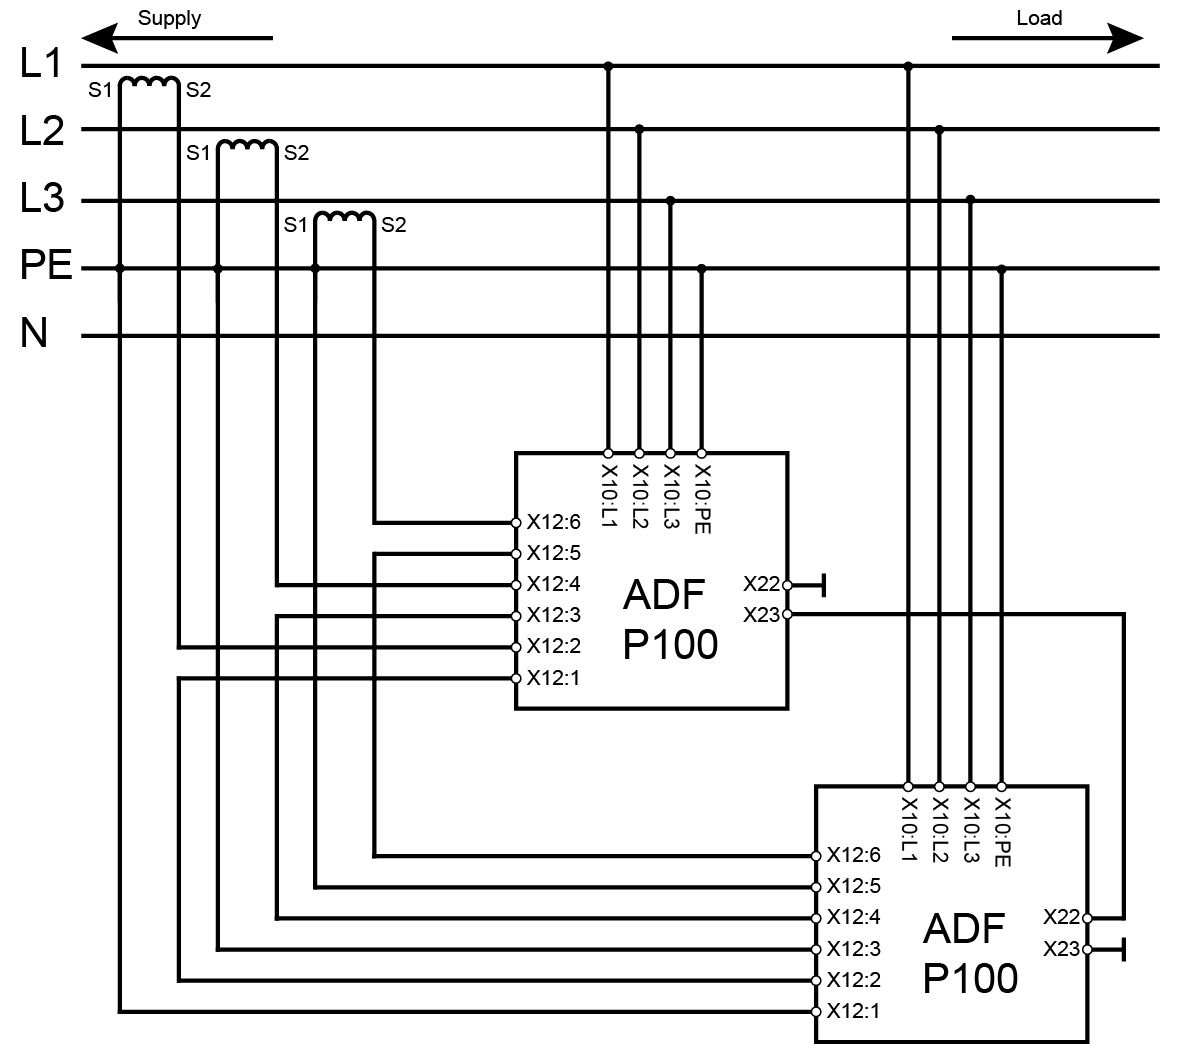 Supply
Load
L1
S1
S2
L2
S1
S2
L3
S1
S2
PE
N
X10:L1
X10:L2
X10:L3
X10:PE
X12:6
X12:5
X12:4
X12:3
X12:2
X12:1
ADF
P100
X22
X23
X10:L1
X10:L2
X10:L3
X10:PE
X12:6
X12:5
X12:4
X12:3
X12:2
X12:1
ADF
P100
X22
X23